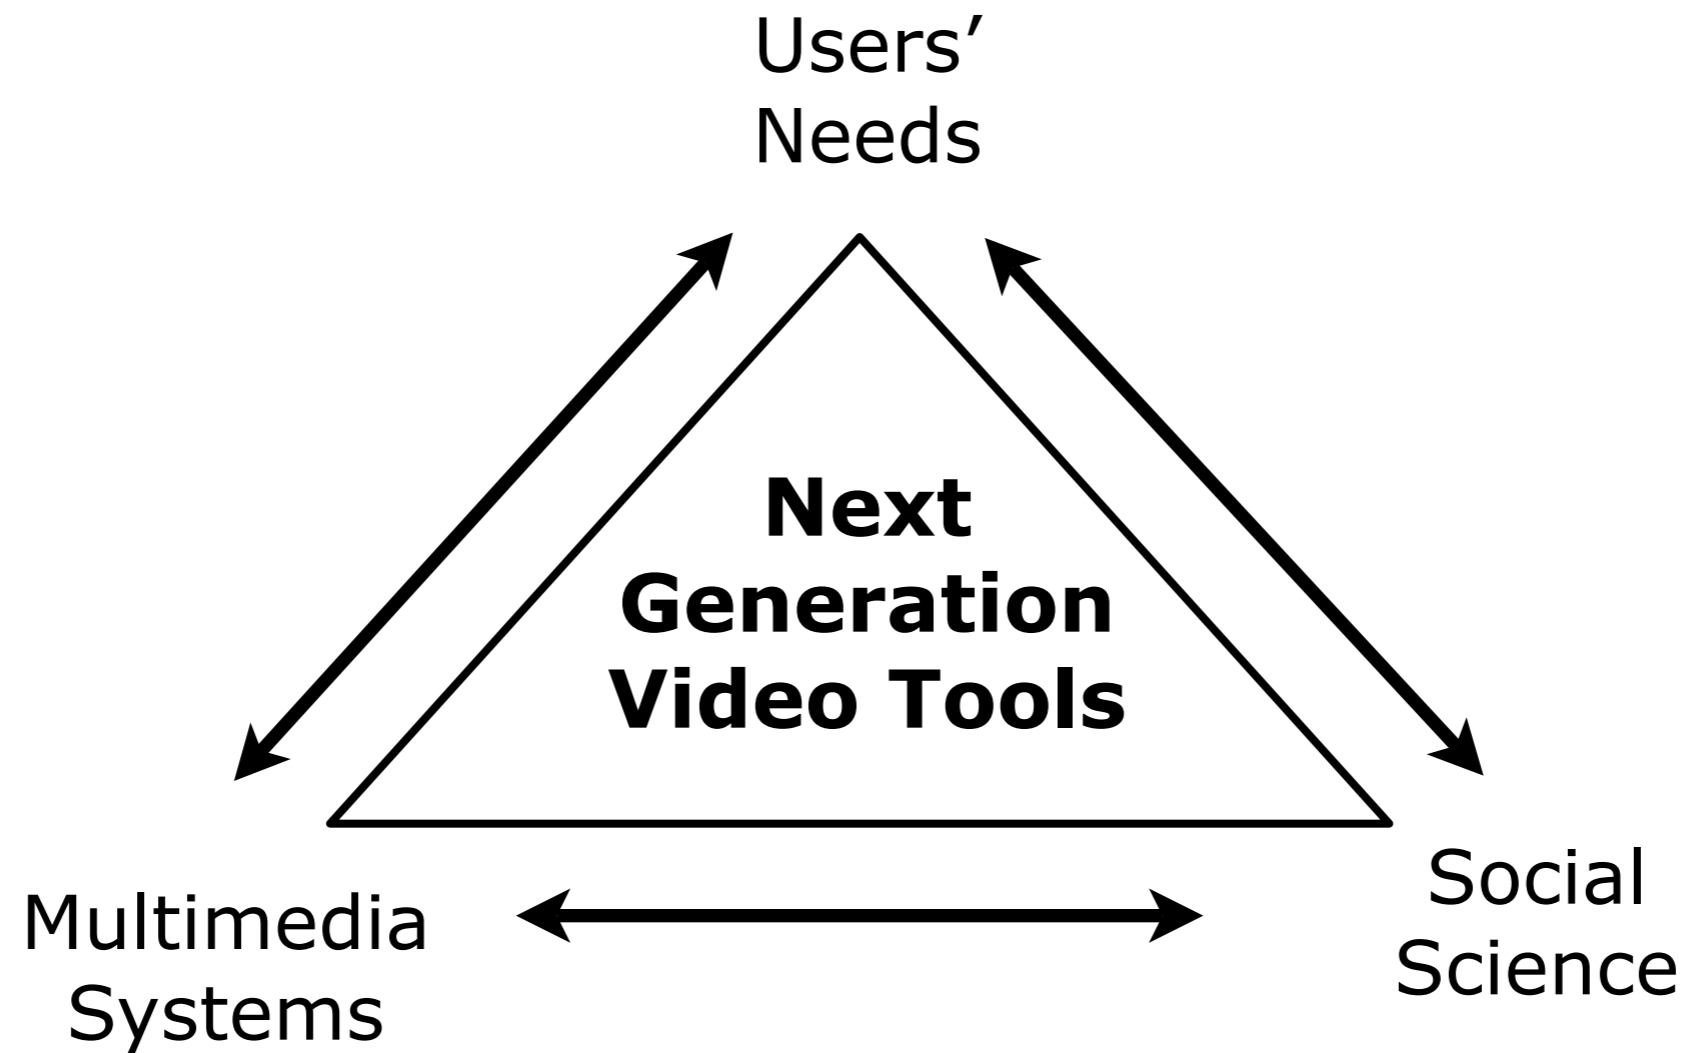 Users’
Needs
Next
Generation
Video Tools
Multimedia
Systems
Social
Science